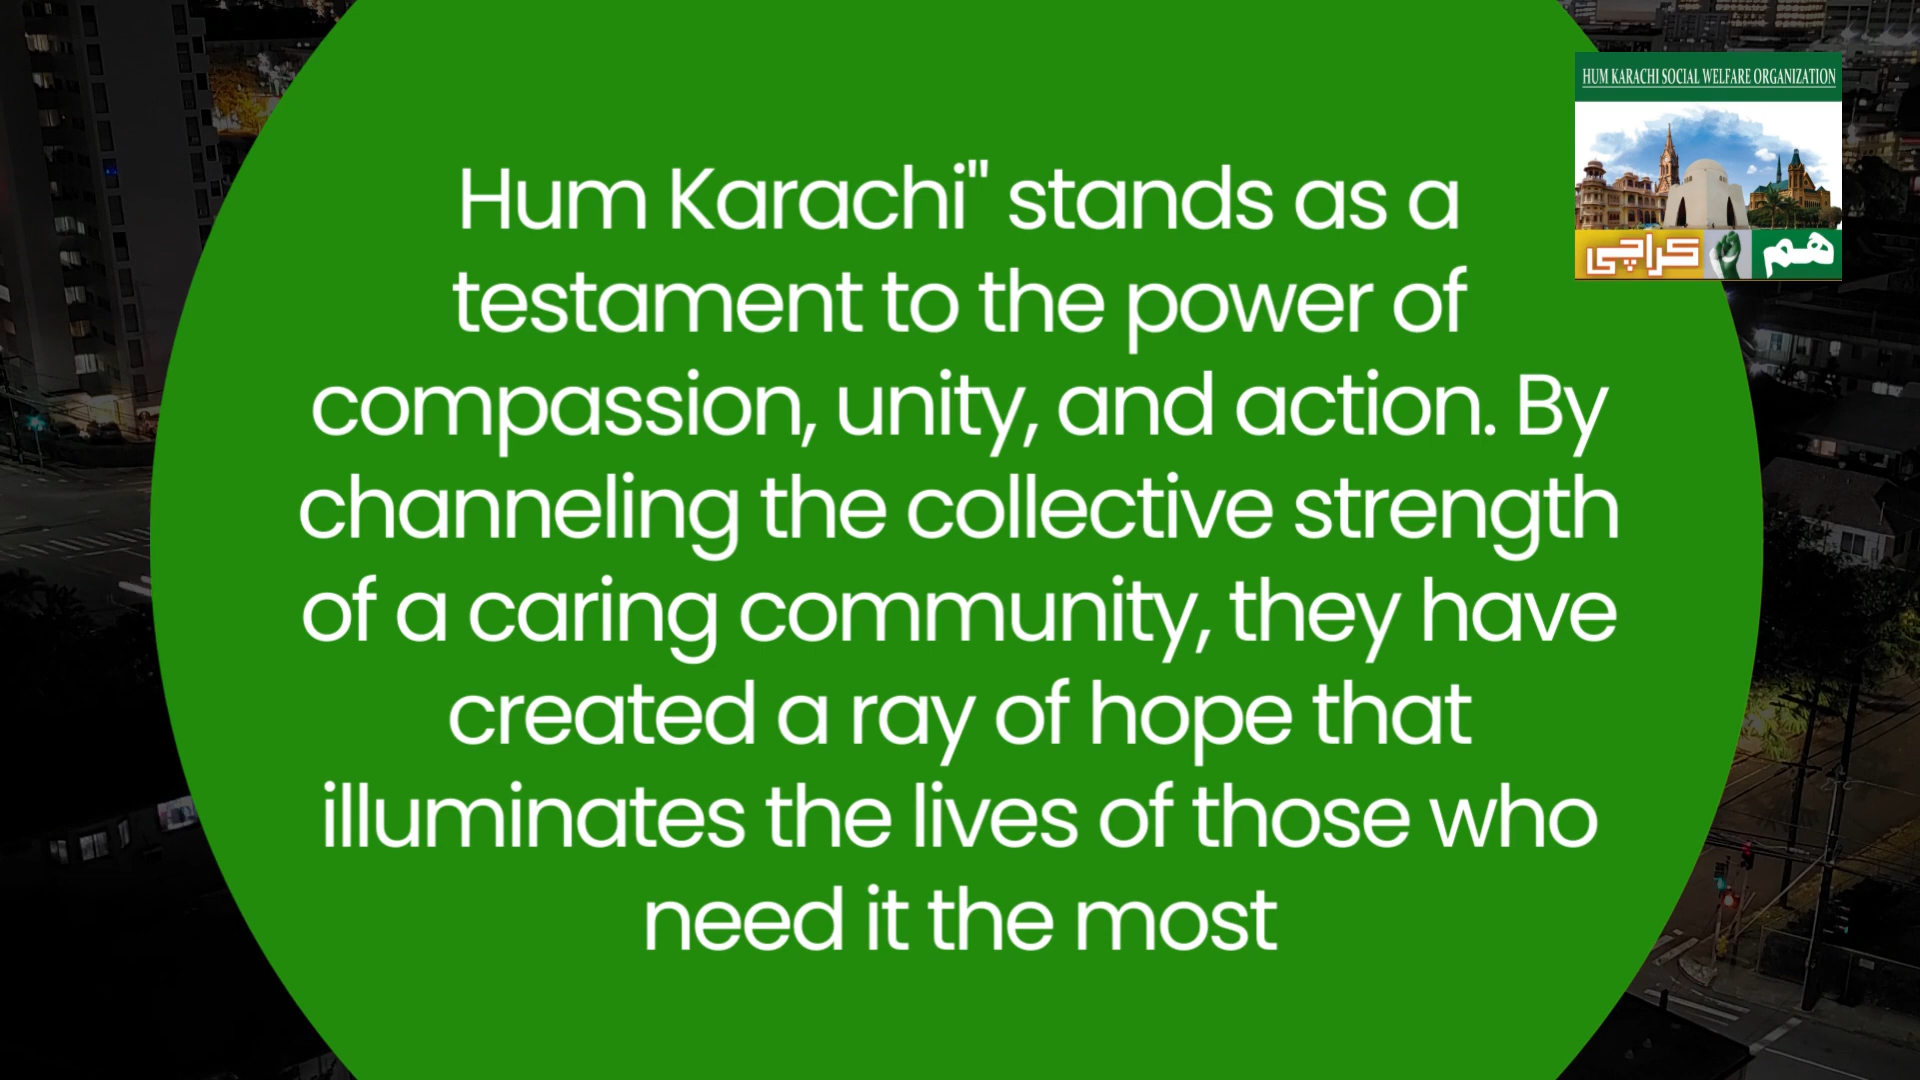 HUM KARACHI SOCIAL WELFARE ORGANIZATION
ہم کراچی
Hum Karachi" stands as a
testament to the power of
compassion, unity, and action. By
channeling the collective strength
of a caring community, they have
created a ray of hope that
illuminates the lives of those who
need it the most